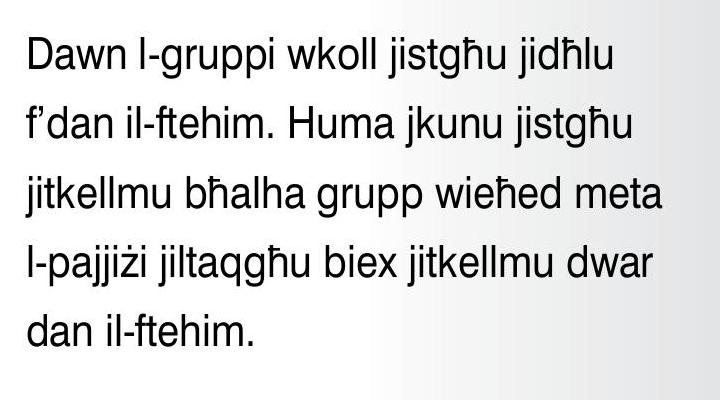 Dawn l-gruppi wkoll jistgħu jidħlu
f’dan il-ftehim. Huma jkunu jistgħu
jitkellmu bħalha grupp wieħed meta
l-pajjiżi jiltaqgħu biex jitkellmu dwar
dan il-ftehim.